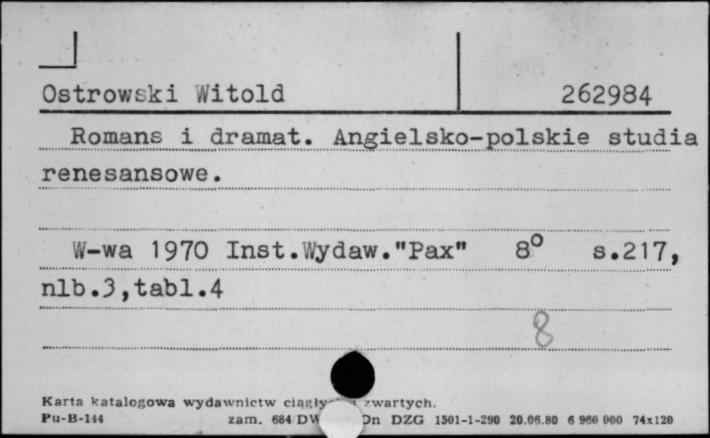 Ostrowski Witold 262984
Romans i dramat. Angielsko-polskie studia
renesansowe.
W-wa 1970 Inst.Wydaw."Pax" 8° s.217,
nlb.3,tabl.4
8
Karta katalogowa wydawnictw zwartych.
Pu-B-144 zam. 684 DZG 1501-1-290 20.06.80 6 960 000 74x120